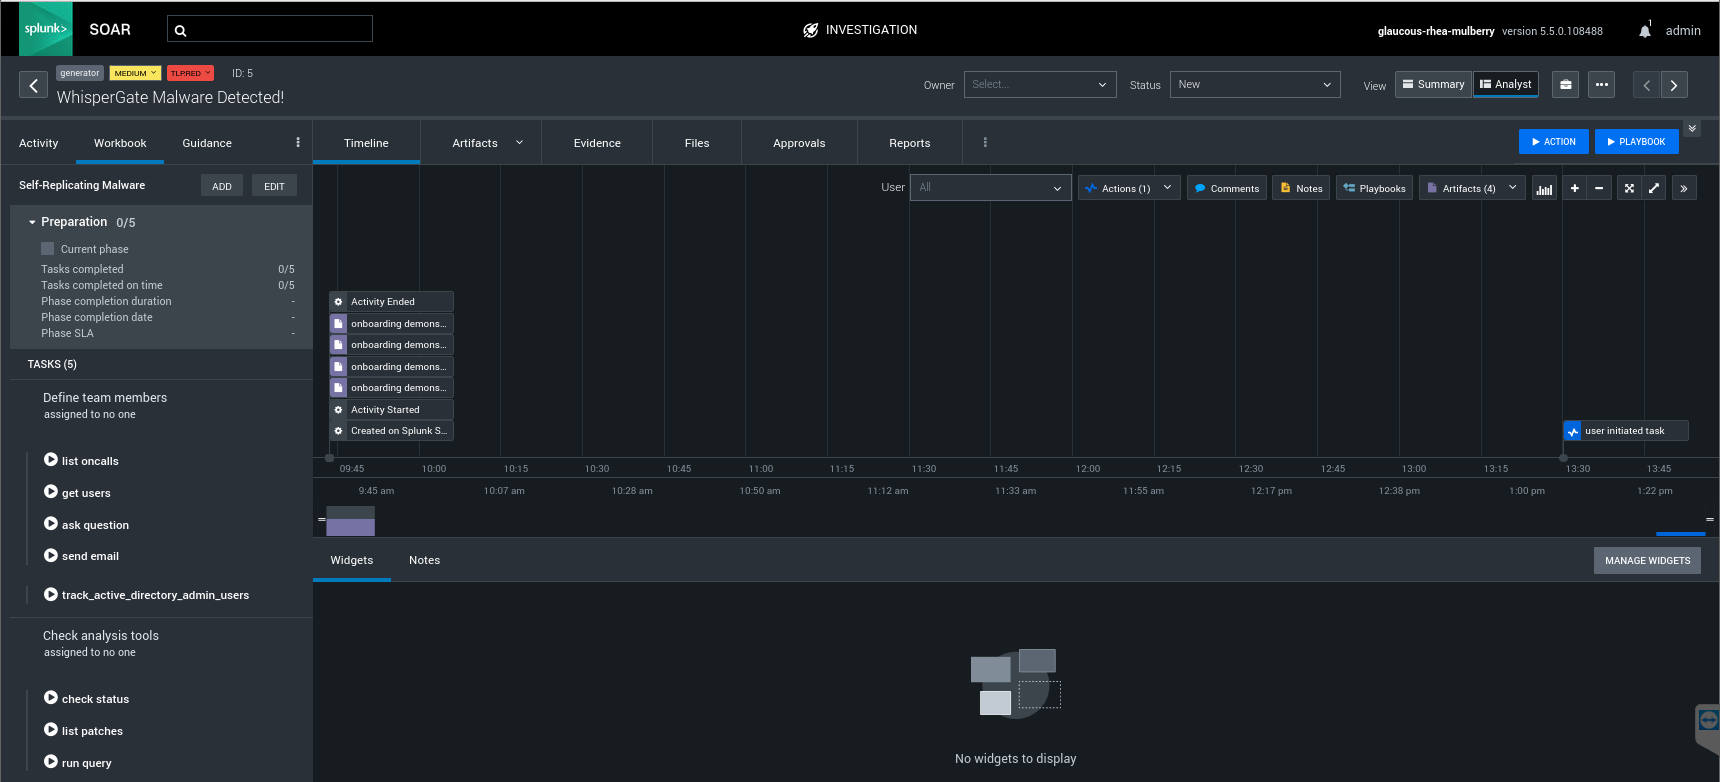 splunk> SOAR INVESTIGATION glaucous-rhea-mulberry version 5.5.0.108488 1 admin
generator MEDIUM TLP:RED ID: 5
WhisperGate Malware Detected!
Owner Select... Status New View Summary Analyst
Activity Workbook Guidance Timeline Artifacts Evidence Files Approvals Reports ACTION PLAYBOOK
Self-Replicating Malware ADD EDIT
Preparation 0/5
Current phase
Tasks completed 0/5
Tasks completed on time 0/5
Phase completion duration -
Phase completion date -
Phase SLA -
TASKS (5)
Define team members
assigned to no one
list oncalls
get users
ask question
send email
track_active_directory_admin_users
Check analysis tools
assigned to no one
check status
list patches
run query
User All Actions (1) Comments Notes Playbooks Artifacts (4)
Activity Ended
onboarding demons...
onboarding demons...
onboarding demons...
onboarding demons...
Activity Started
Created on Splunk S...
user initiated task
09:45 10:00 10:15 10:30 10:45 11:00 11:15 11:30 11:45 12:00 12:15 12:30 12:45 13:00 13:15 13:30 13:45
9:45 am 10:07 am 10:28 am 10:50 am 11:12 am 11:33 am 11:55 am 12:17 pm 12:38 pm 1:00 pm 1:22 pm
Widgets Notes MANAGE WIDGETS
No widgets to display